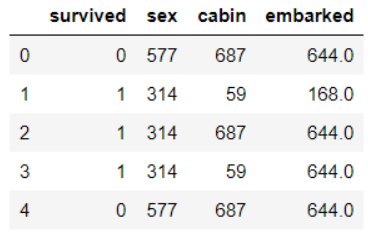 survived sex cabin embarked
0 0 577 687 644.0
1 1 314 59 168.0
2 1 314 687 644.0
3 1 314 59 644.0
4 0 577 687 644.0